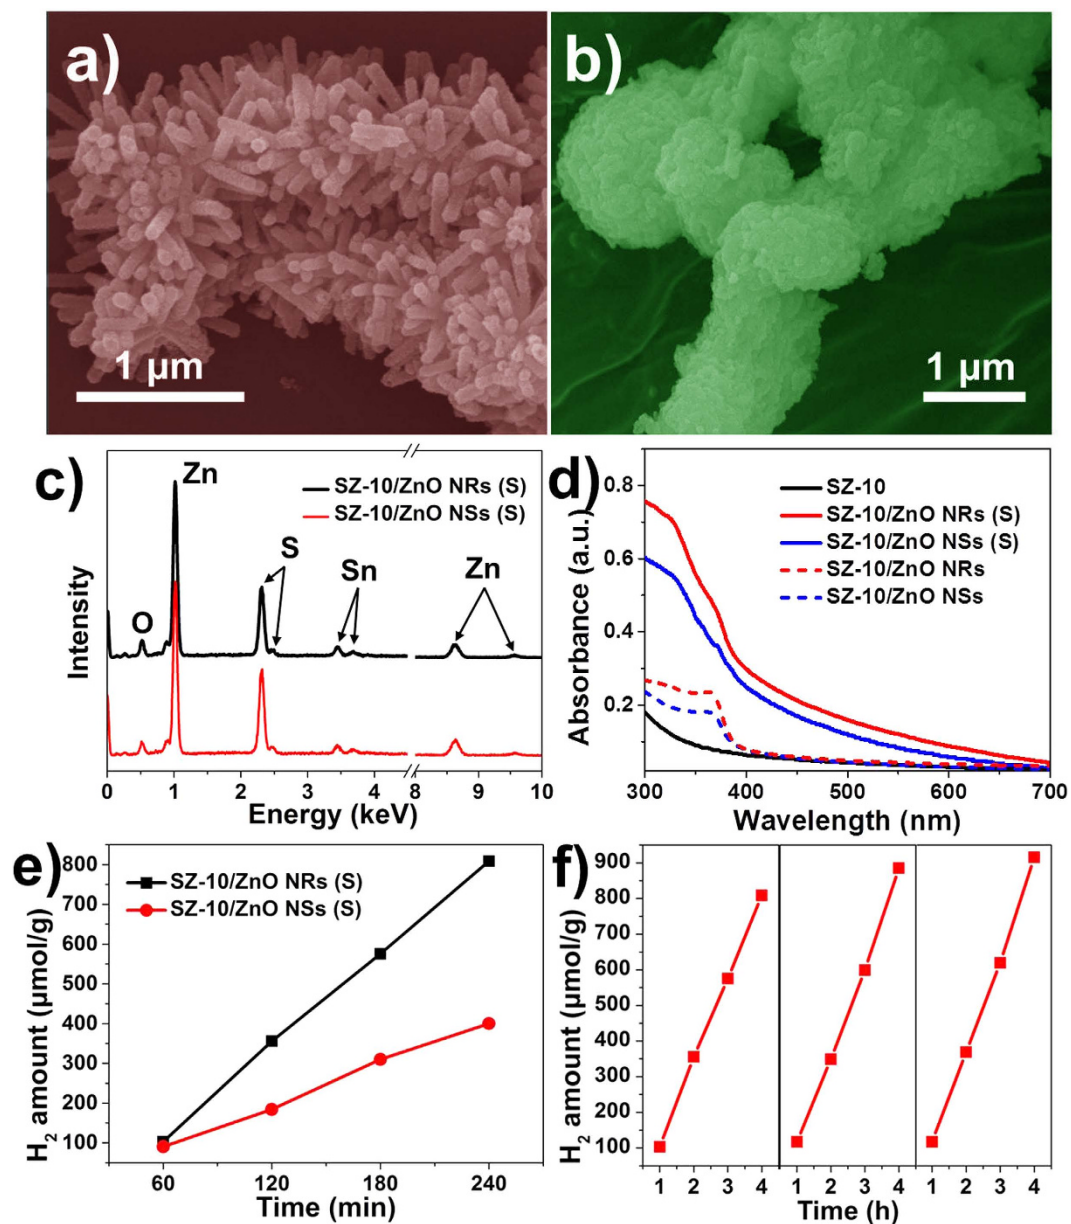 a)
1 μm
b)
1 μm
c)
Zn
SZ-10/ZnO NRs (S)
SZ-10/ZnO NSs (S)
S
Sn
Zn
O
Intensity
0 1 2 3 4 8 9 10
Energy (keV)
d)
0.8
0.6
0.4
0.2
Absorbance (a.u.)
SZ-10
SZ-10/ZnO NRs (S)
SZ-10/ZnO NSs (S)
SZ-10/ZnO NRs
SZ-10/ZnO NSs
300 400 500 600 700
Wavelength (nm)
e)
800
700
600
500
400
300
200
100
H2 amount (μmol/g)
SZ-10/ZnO NRs (S)
SZ-10/ZnO NSs (S)
60 120 180 240
Time (min)
f)
900
800
700
600
500
400
300
200
100
H2 amount (μmol/g)
1 2 3 4 1 2 3 4 1 2 3 4
Time (h)